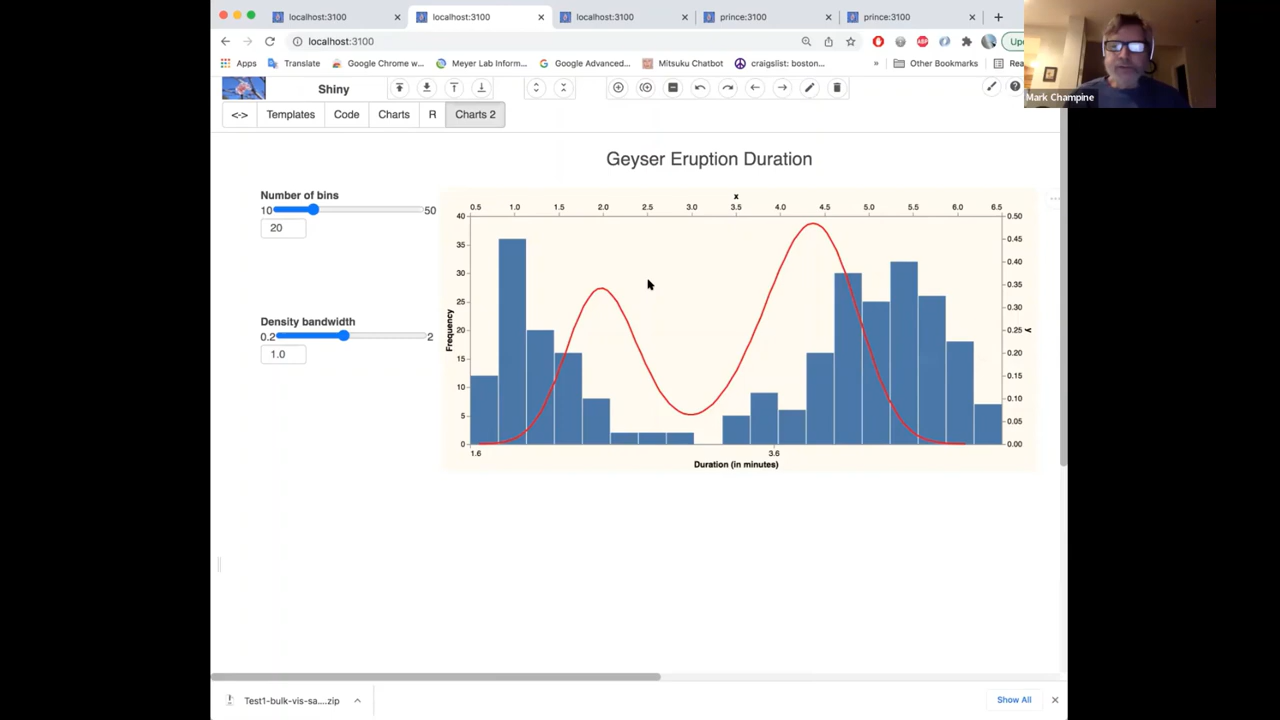 localhost:3100
localhost:3100
localhost:3100
prince:3100
prince:3100
localhost:3100
Apps
Translate
Google Chrome w...
Meyer Lab Inform...
Google Advanced...
Mitsuku Chatbot
craigslist: boston...
»
Other Bookmarks
Mark Champine
Shiny
<->
Templates
Code
Charts
R
Charts 2
Geyser Eruption Duration
Number of bins
10
50
20
Density bandwidth
0.2
2
1.0
x
0.5 1.0 1.5 2.0 2.5 3.0 3.5 4.0 4.5 5.0 5.5 6.0 6.5
40
35
30
25
20
15
10
5
0
Frequency
0.50
0.45
0.40
0.35
0.30
0.25
0.20
0.15
0.10
0.05
0.00
y
1.6 3.6
Duration (in minutes)
Test1-bulk-vis-sa....zip
Show All